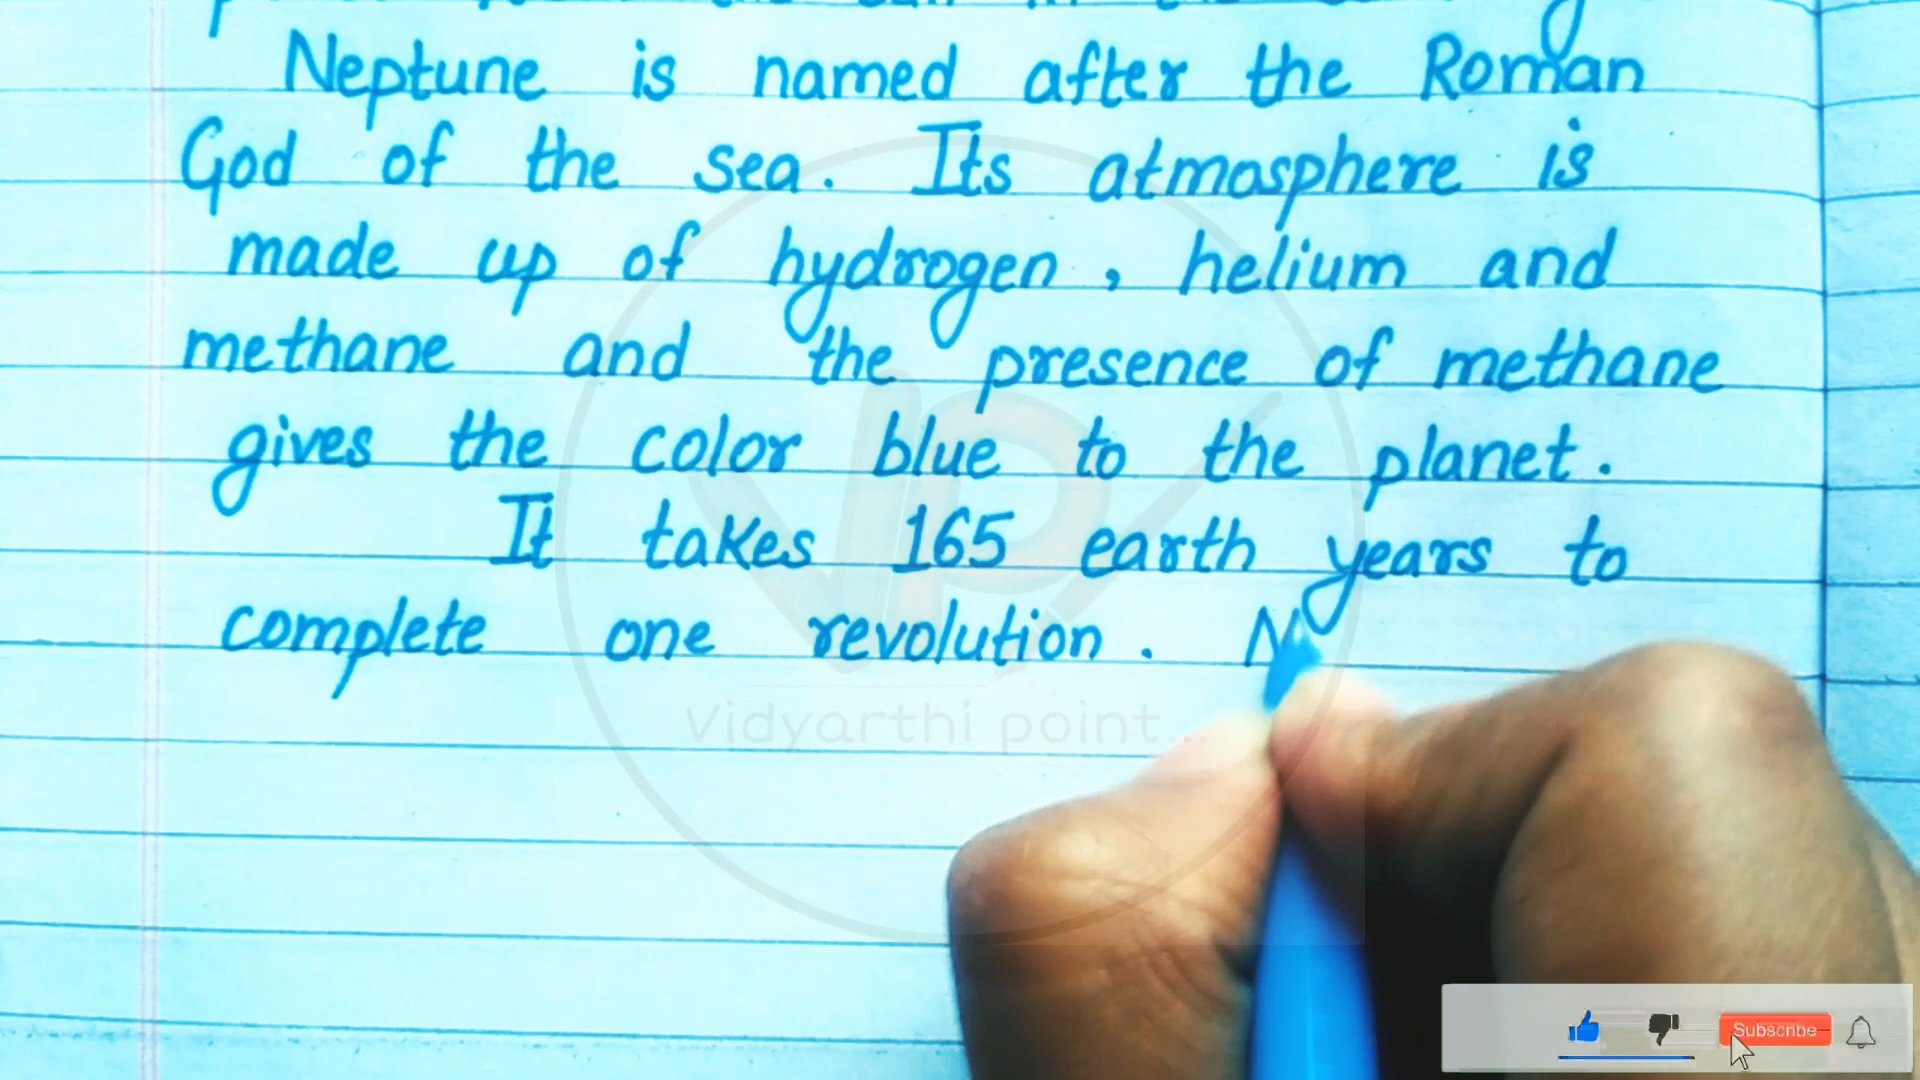 Neptune is named after the Roman
God of the sea. Its atmosphere is
made up of hydrogen, helium and
methane and the presence of methane
gives the color blue to the planet.
It takes 165 earth years to
complete one revolution. N
Vidyarthi point...
Subscribe